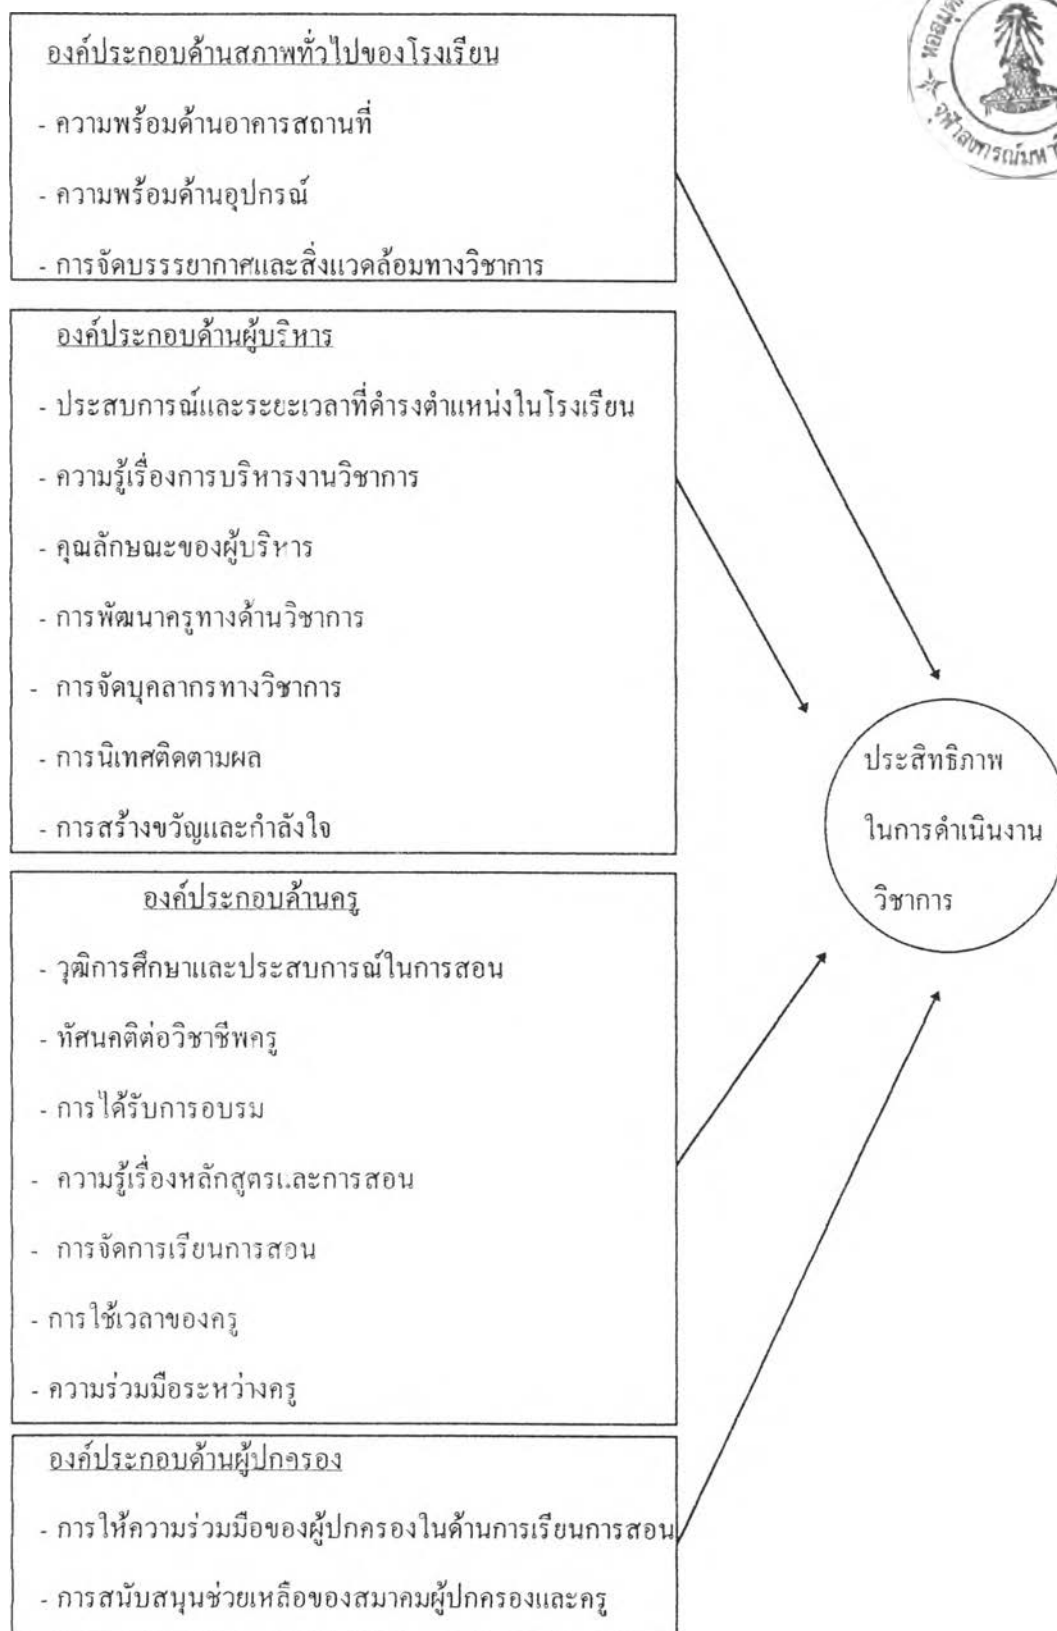 องค์ประกอบด้านสภาพทั่วไปของโรงเรียน
- ความพร้อมด้านอาคารสถานที่
- ความพร้อมด้านอุปกรณ์
- การจัดบรรรยากาศและสิ่งแวดล้อมทางวิชาการ
องค์ประกอบด้านผู้บริหาร
- ประสบการณ์และระยะเวลาที่ดำรงตำแหน่งในโรงเรียน
- ความรู้เรื่องการบริหารงานวิชาการ
- คุณลักษณะของผู้บริหาร
- การพัฒนาครูทางด้านวิชาการ
- การจัดบุคลากรทางวิชาการ
- การนิเทศติดตามผล
- การสร้างขวัญและกำลังใจ
องค์ประกอบด้านครู
- วุฒิการศึกษาและประสบการณ์ในการสอน
- ทัศนคติต่อวิชาชีพครู
- การได้รับการอบรม
- ความรู้เรื่องหลักสูตรและการสอน
- การจัดการเรียนการสอน
- การใช้เวลาของครู
- ความร่วมมือระหว่างครู
องค์ประกอบด้านผู้ปกครอง
- การให้ความร่วมมือของผู้ปกครองในด้านการเรียนการสอน
- การสนับสนุนช่วยเหลือของสมาคมผู้ปกครองและครู
ประสิทธิภาพ
ในการดำเนินงาน
วิชาการ